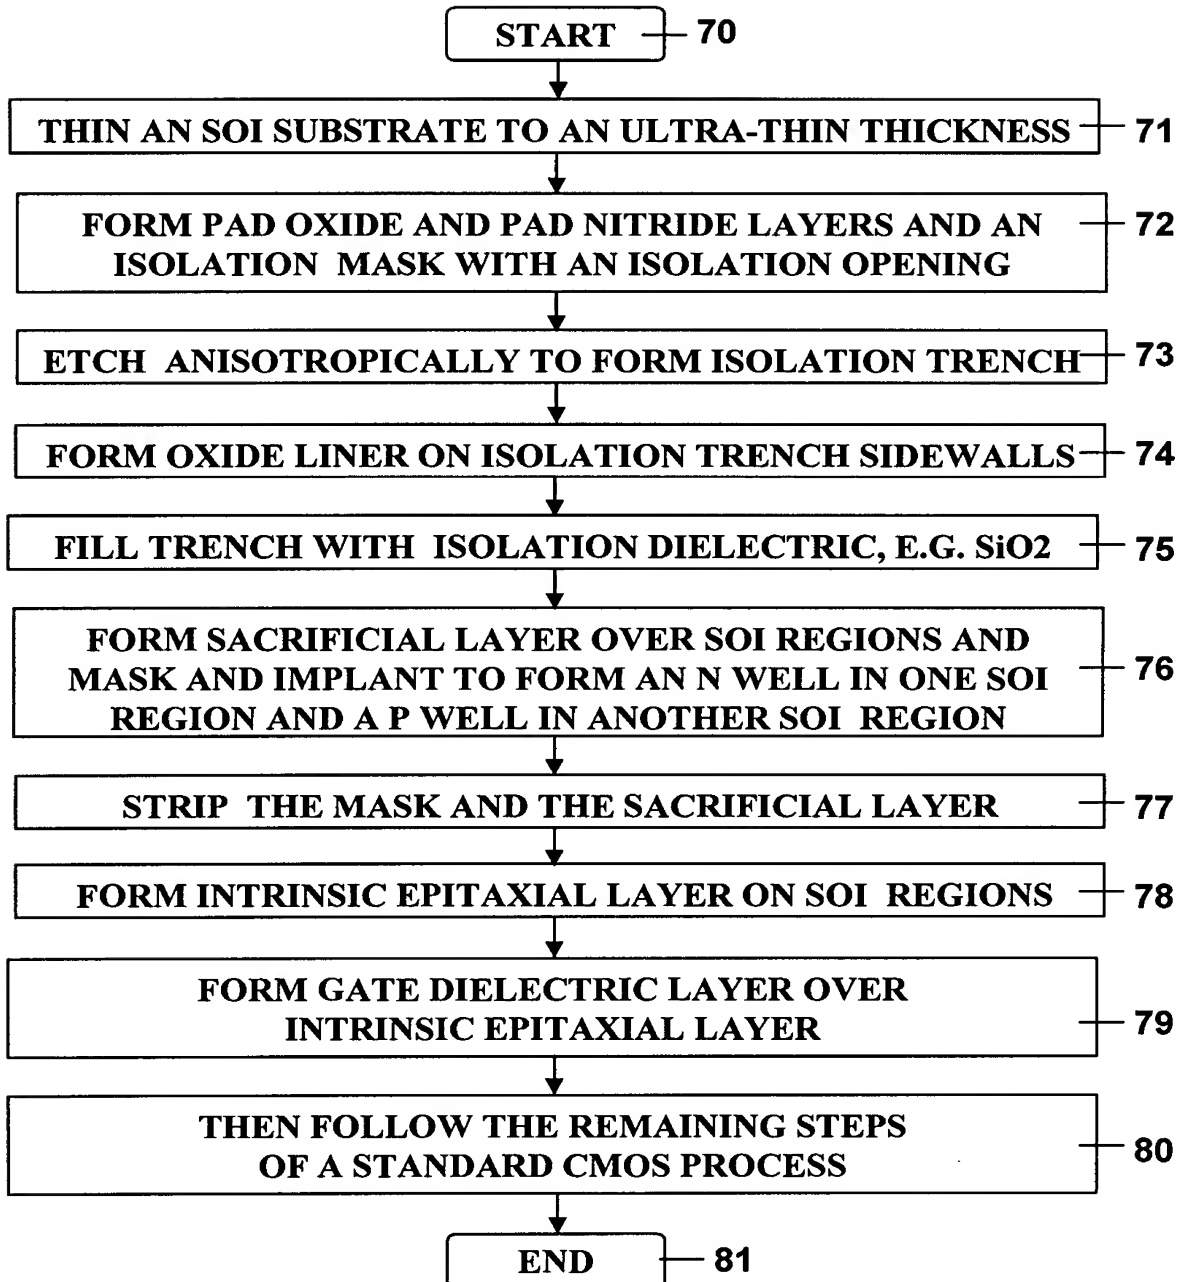 START 70
THIN AN SOI SUBSTRATE TO AN ULTRA-THIN THICKNESS 71
FORM PAD OXIDE AND PAD NITRIDE LAYERS AND AN 72
ISOLATION MASK WITH AN ISOLATION OPENING
ETCH ANISOTROPICALLY TO FORM ISOLATION TRENCH 73
FORM OXIDE LINER ON ISOLATION TRENCH SIDEWALLS 74
FILL TRENCH WITH ISOLATION DIELECTRIC, E.G. SiO2 75
FORM SACRIFICIAL LAYER OVER SOI REGIONS AND
MASK AND IMPLANT TO FORM AN N WELL IN ONE SOI 76
REGION AND A P WELL IN ANOTHER SOI REGION
STRIP THE MASK AND THE SACRIFICIAL LAYER 77
FORM INTRINSIC EPITAXIAL LAYER ON SOI REGIONS 78
FORM GATE DIELECTRIC LAYER OVER
INTRINSIC EPITAXIAL LAYER 79
THEN FOLLOW THE REMAINING STEPS
OF A STANDARD CMOS PROCESS 80
END 81